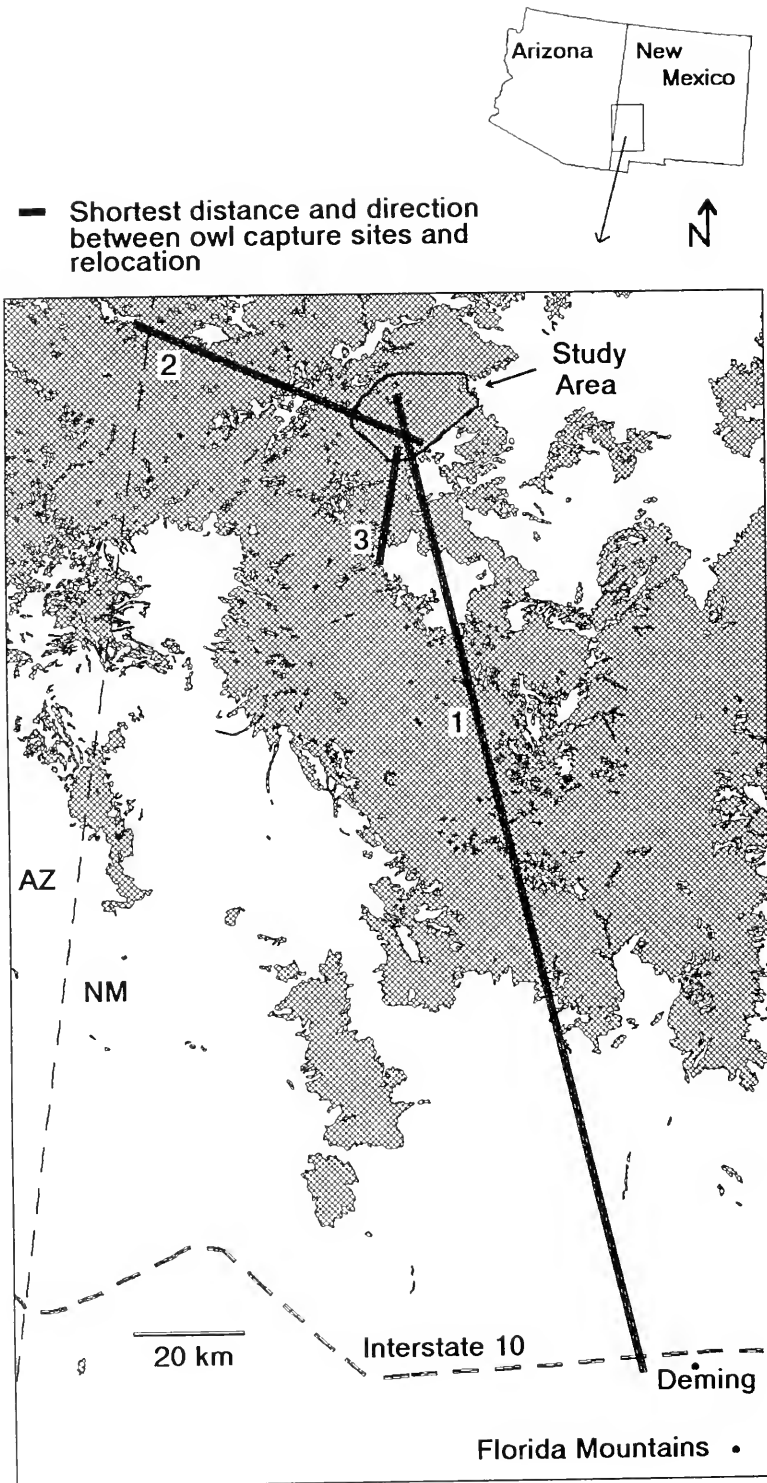 Arizona
New
Mexico
Shortest distance and direction
between owl capture sites and
relocation
N
2
Study
Area
3
1
AZ
NM
20 km
Interstate 10
Deming
Florida Mountains